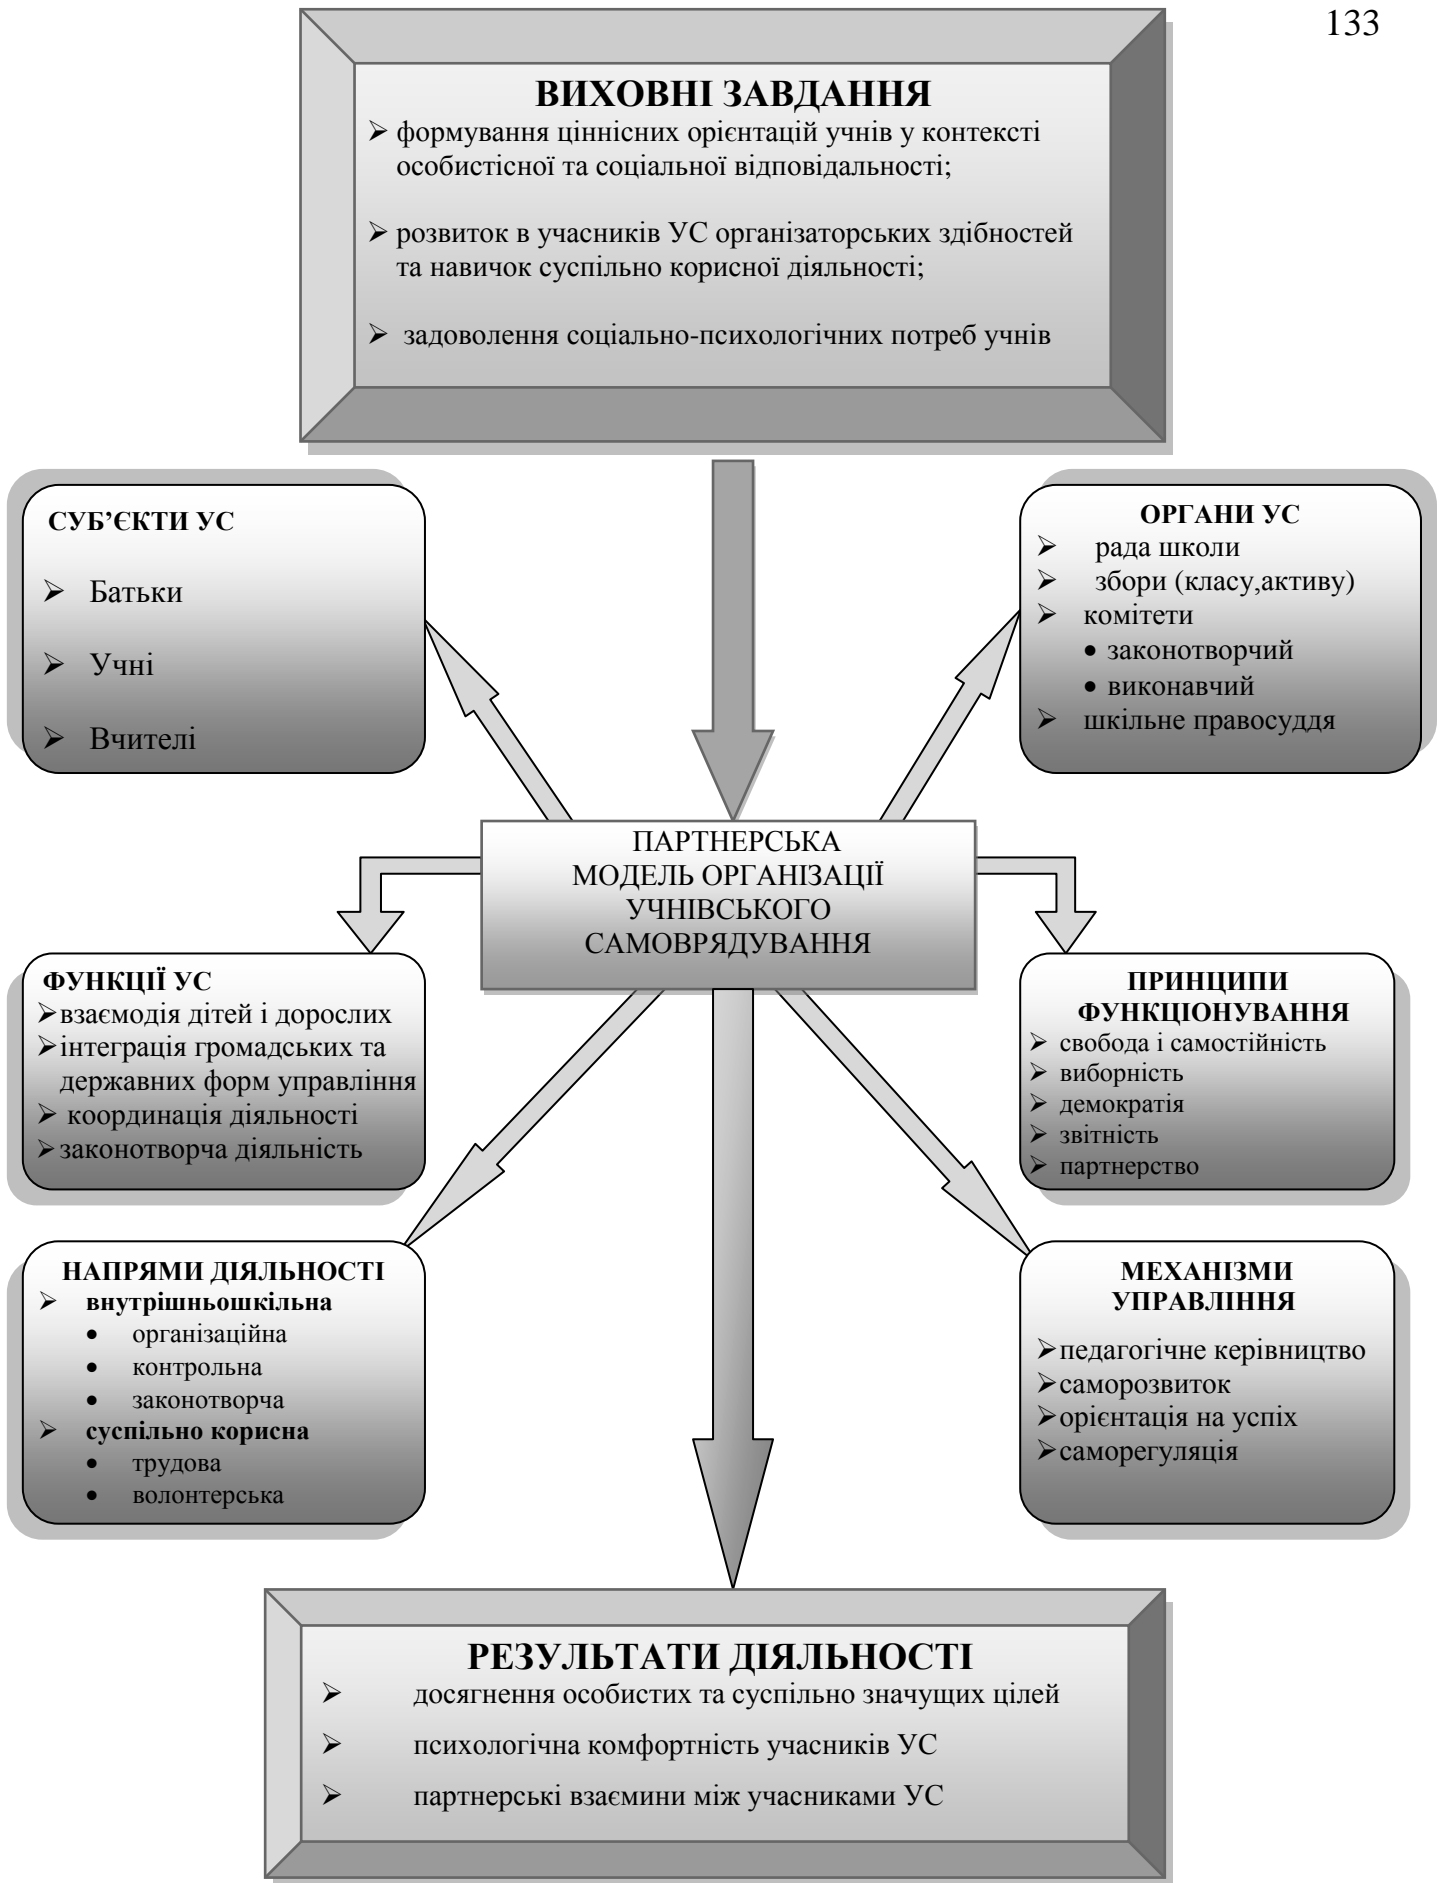 133
ВИХОВНІ ЗАВДАННЯ
➢ формування ціннісних орієнтацій учнів у контексті
особистісної та соціальної відповідальності;
➢ розвиток в учасників УС організаторських здібностей
та навичок суспільно корисної діяльності;
➢ задоволення соціально-психологічних потреб учнів
СУБ’ЄКТИ УС
➢ Батьки
➢ Учні
➢ Вчителі
ОРГАНИ УС
➢ рада школи
➢ збори (класу,активу)
➢ комітети
• законотворчий
• виконавчий
➢ шкільне правосуддя
ПАРТНЕРСЬКА
МОДЕЛЬ ОРГАНІЗАЦІЇ
УЧНІВСЬКОГО
САМОВРЯДУВАННЯ
ФУНКЦІЇ УС
➢взаємодія дітей і дорослих
➢інтеграція громадських та
державних форм управління
➢ координація діяльності
➢законотворча діяльність
ПРИНЦИПИ
ФУНКЦІОНУВАННЯ
➢ свобода і самостійність
➢ виборність
➢ демократія
➢ звітність
➢ партнерство
НАПРЯМИ ДІЯЛЬНОСТІ
➢ внутрішньошкільна
• організаційна
• контрольна
• законотворча
➢ суспільно корисна
• трудова
• волонтерська
МЕХАНІЗМИ
УПРАВЛІННЯ
➢педагогічне керівництво
➢саморозвиток
➢орієнтація на успіх
➢саморегуляція
РЕЗУЛЬТАТИ ДІЯЛЬНОСТІ
➢ досягнення особистих та суспільно значущих цілей
➢ психологічна комфортність учасників УС
➢ партнерські взаємини між учасниками УС